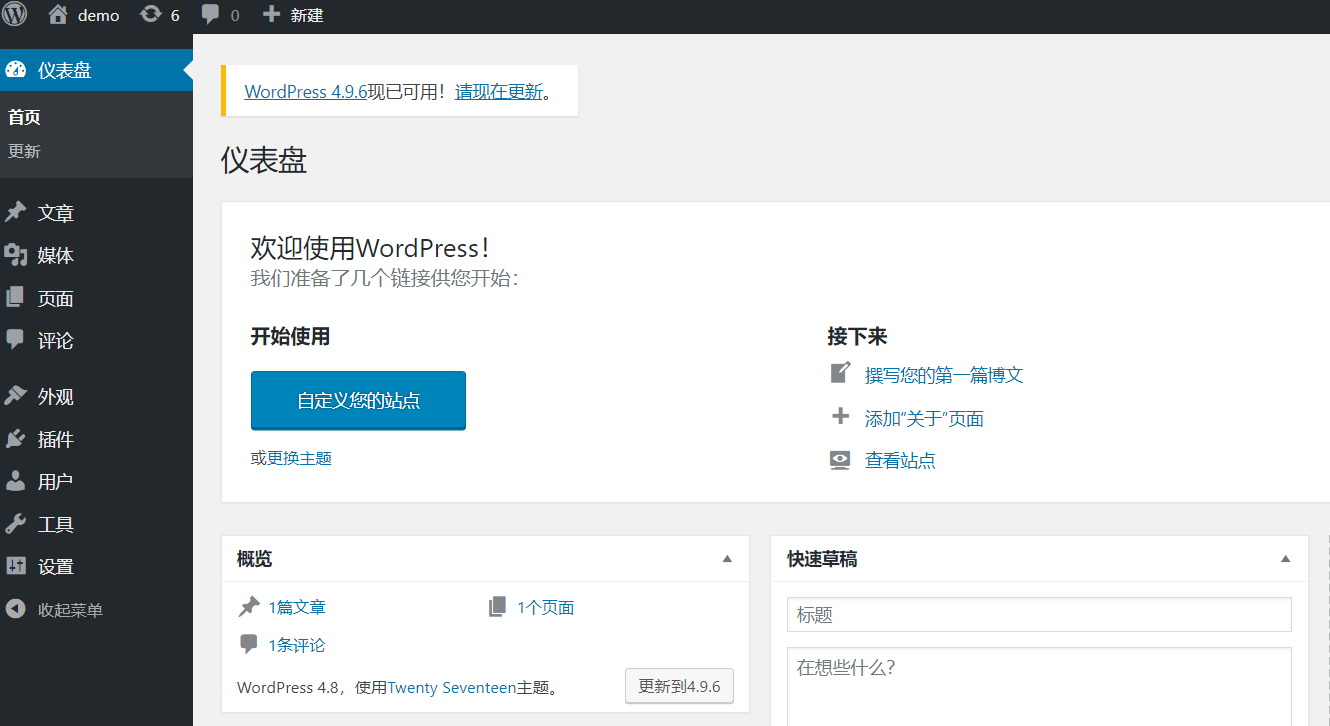 demo 6 0 新建
仪表盘
首页
更新
文章
媒体
页面
评论
外观
插件
用户
工具
设置
收起菜单
WordPress 4.9.6现已可用！请现在更新。
仪表盘
欢迎使用WordPress！
我们准备了几个链接供您开始：
开始使用
自定义您的站点
或更换主题
接下来
撰写您的第一篇博文
添加“关于”页面
查看站点
概览
1篇文章 1个页面
1条评论
WordPress 4.8，使用Twenty Seventeen主题。 更新到4.9.6
快速草稿
标题
在想些什么？